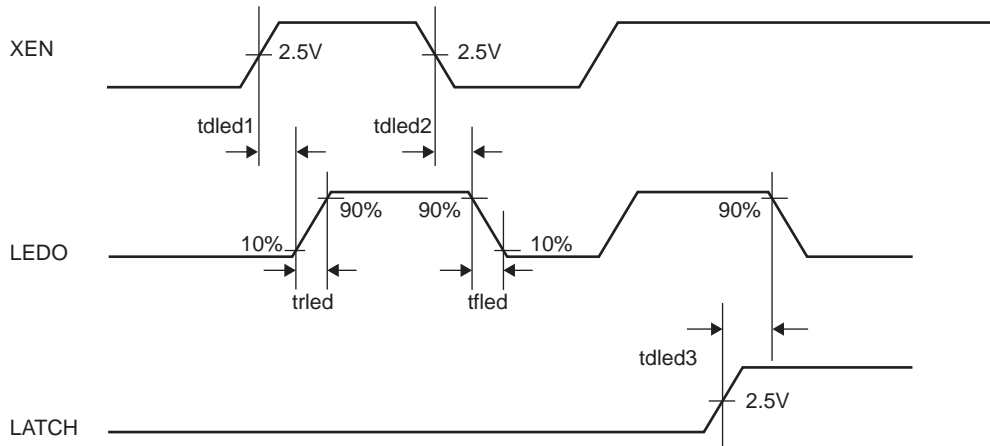 XEN
2.5V
2.5V
tdled1
tdled2
90%
90%
90%
10%
10%
LEDO
trled
tfled
tdled3
2.5V
LATCH